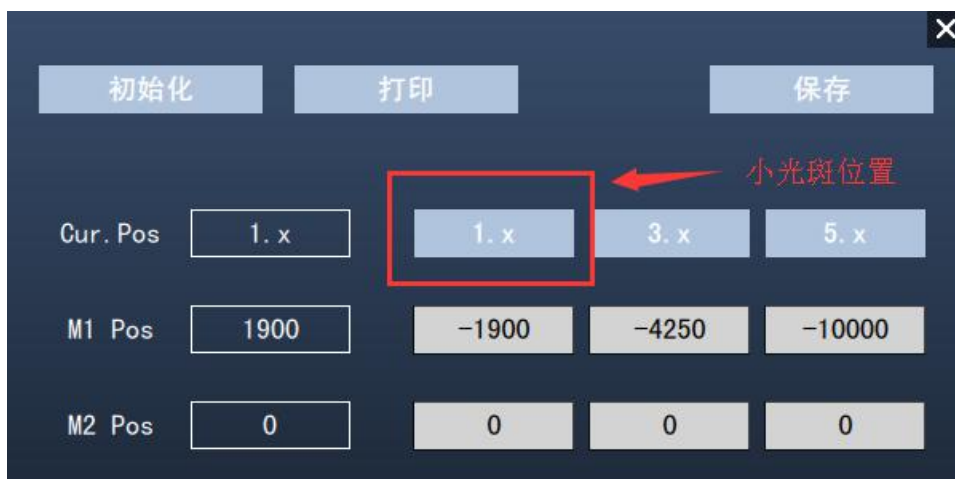 初始化 打印 保存
小光斑位置
Cur.Pos 1.x 1.x 3.x 5.x
M1 Pos 1900 -1900 -4250 -10000
M2 Pos 0 0 0 0